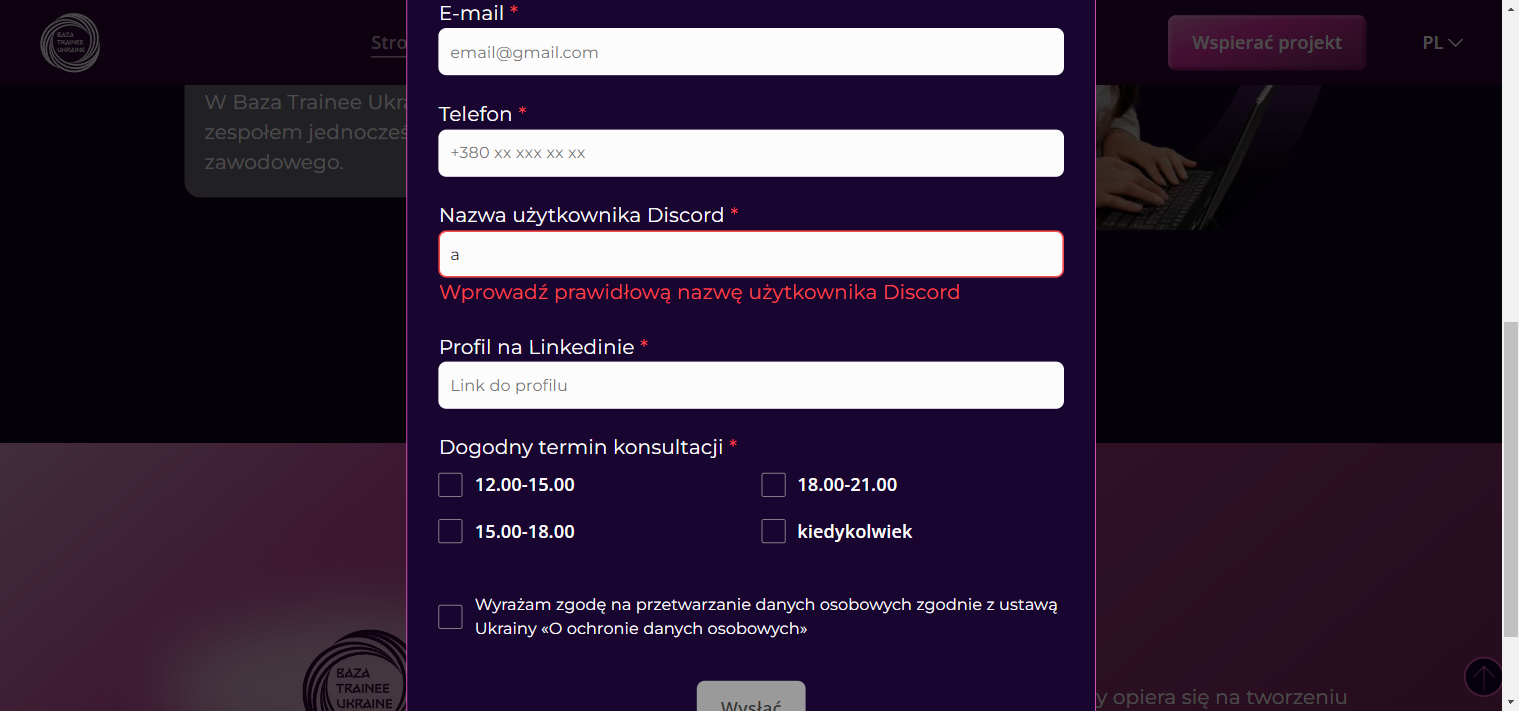 E-mail *
email@gmail.com
BAZA
TRAINEE
UKRAINE
Stro
Wspierać projekt
PL
W Baza Trainee Ukra
zespołem jednocześ
zawodowego.
Telefon *
+380 xx xxx xx xx
Nazwa użytkownika Discord *
a
Wprowadź prawidłową nazwę użytkownika Discord
Profil na Linkedinie *
Link do profilu
Dogodny termin konsultacji *
12.00-15.00
18.00-21.00
15.00-18.00
kiedykolwiek
Wyrażam zgodę na przetwarzanie danych osobowych zgodnie z ustawą
Ukrainy «O ochronie danych osobowych»
BAZA
TRAINEE
UKRAINE
Wysłać
y opiera się na tworzeniu